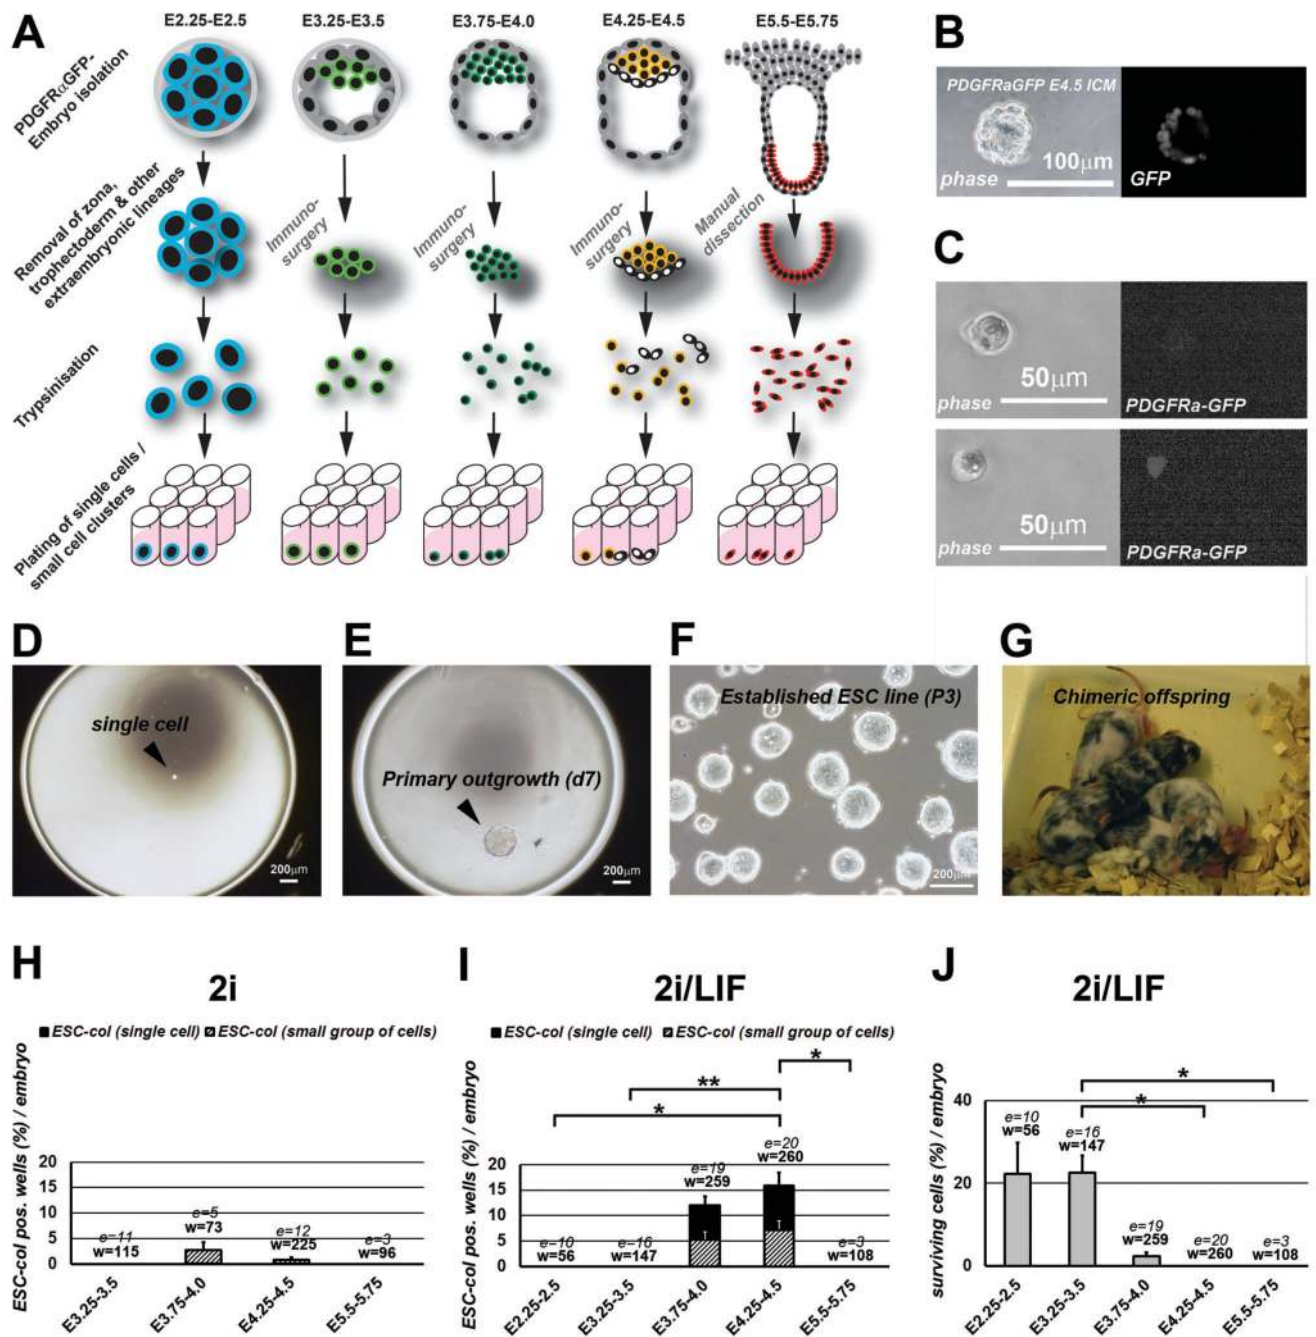 A
E2.25-E2.5
E3.25-E3.5
E3.75-E4.0
E4.25-E4.5
E5.5-E5.75
PDGFRαGFP-
Embryo isolation
Removal of zona,
trophectoderm & other
extraembryonic lineages
Immuno-
surgery
Immuno-
surgery
Immuno-
surgery
Manual
dissection
Trypsinisation
Plating of single cells /
small cell clusters
B
PDGFRaGFP E4.5 ICM
100µm
phase
GFP
C
50µm
phase
PDGFRa-GFP
50µm
phase
PDGFRa-GFP
D
single cell
200µm
E
Primary outgrowth (d7)
200µm
F
Established ESC line (P3)
200µm
G
Chimeric offspring
H
2i
ESC-col (single cell) ESC-col (small group of cells)
ESC-col pos. wells (%) / embryo
20
15
10
5
0
e=11
w=115
e=5
w=73
e=12
w=225
e=3
w=96
E3.25-3.5
E3.75-4.0
E4.25-4.5
E5.5-5.75
I
2i/LIF
ESC-col (single cell) ESC-col (small group of cells)
ESC-col pos. wells (%) / embryo
*
**
*
20
15
10
5
0
e=10
w=56
e=16
w=147
e=19
w=259
e=20
w=260
e=3
w=108
E2.25-2.5
E3.25-3.5
E3.75-4.0
E4.25-4.5
E5.5-5.75
J
2i/LIF
surviving cells (%) / embryo
*
*
40
20
0
e=10
w=56
e=16
w=147
e=19
w=259
e=20
w=260
e=3
w=108
E2.25-2.5
E3.25-3.5
E3.75-4.0
E4.25-4.5
E5.5-5.75